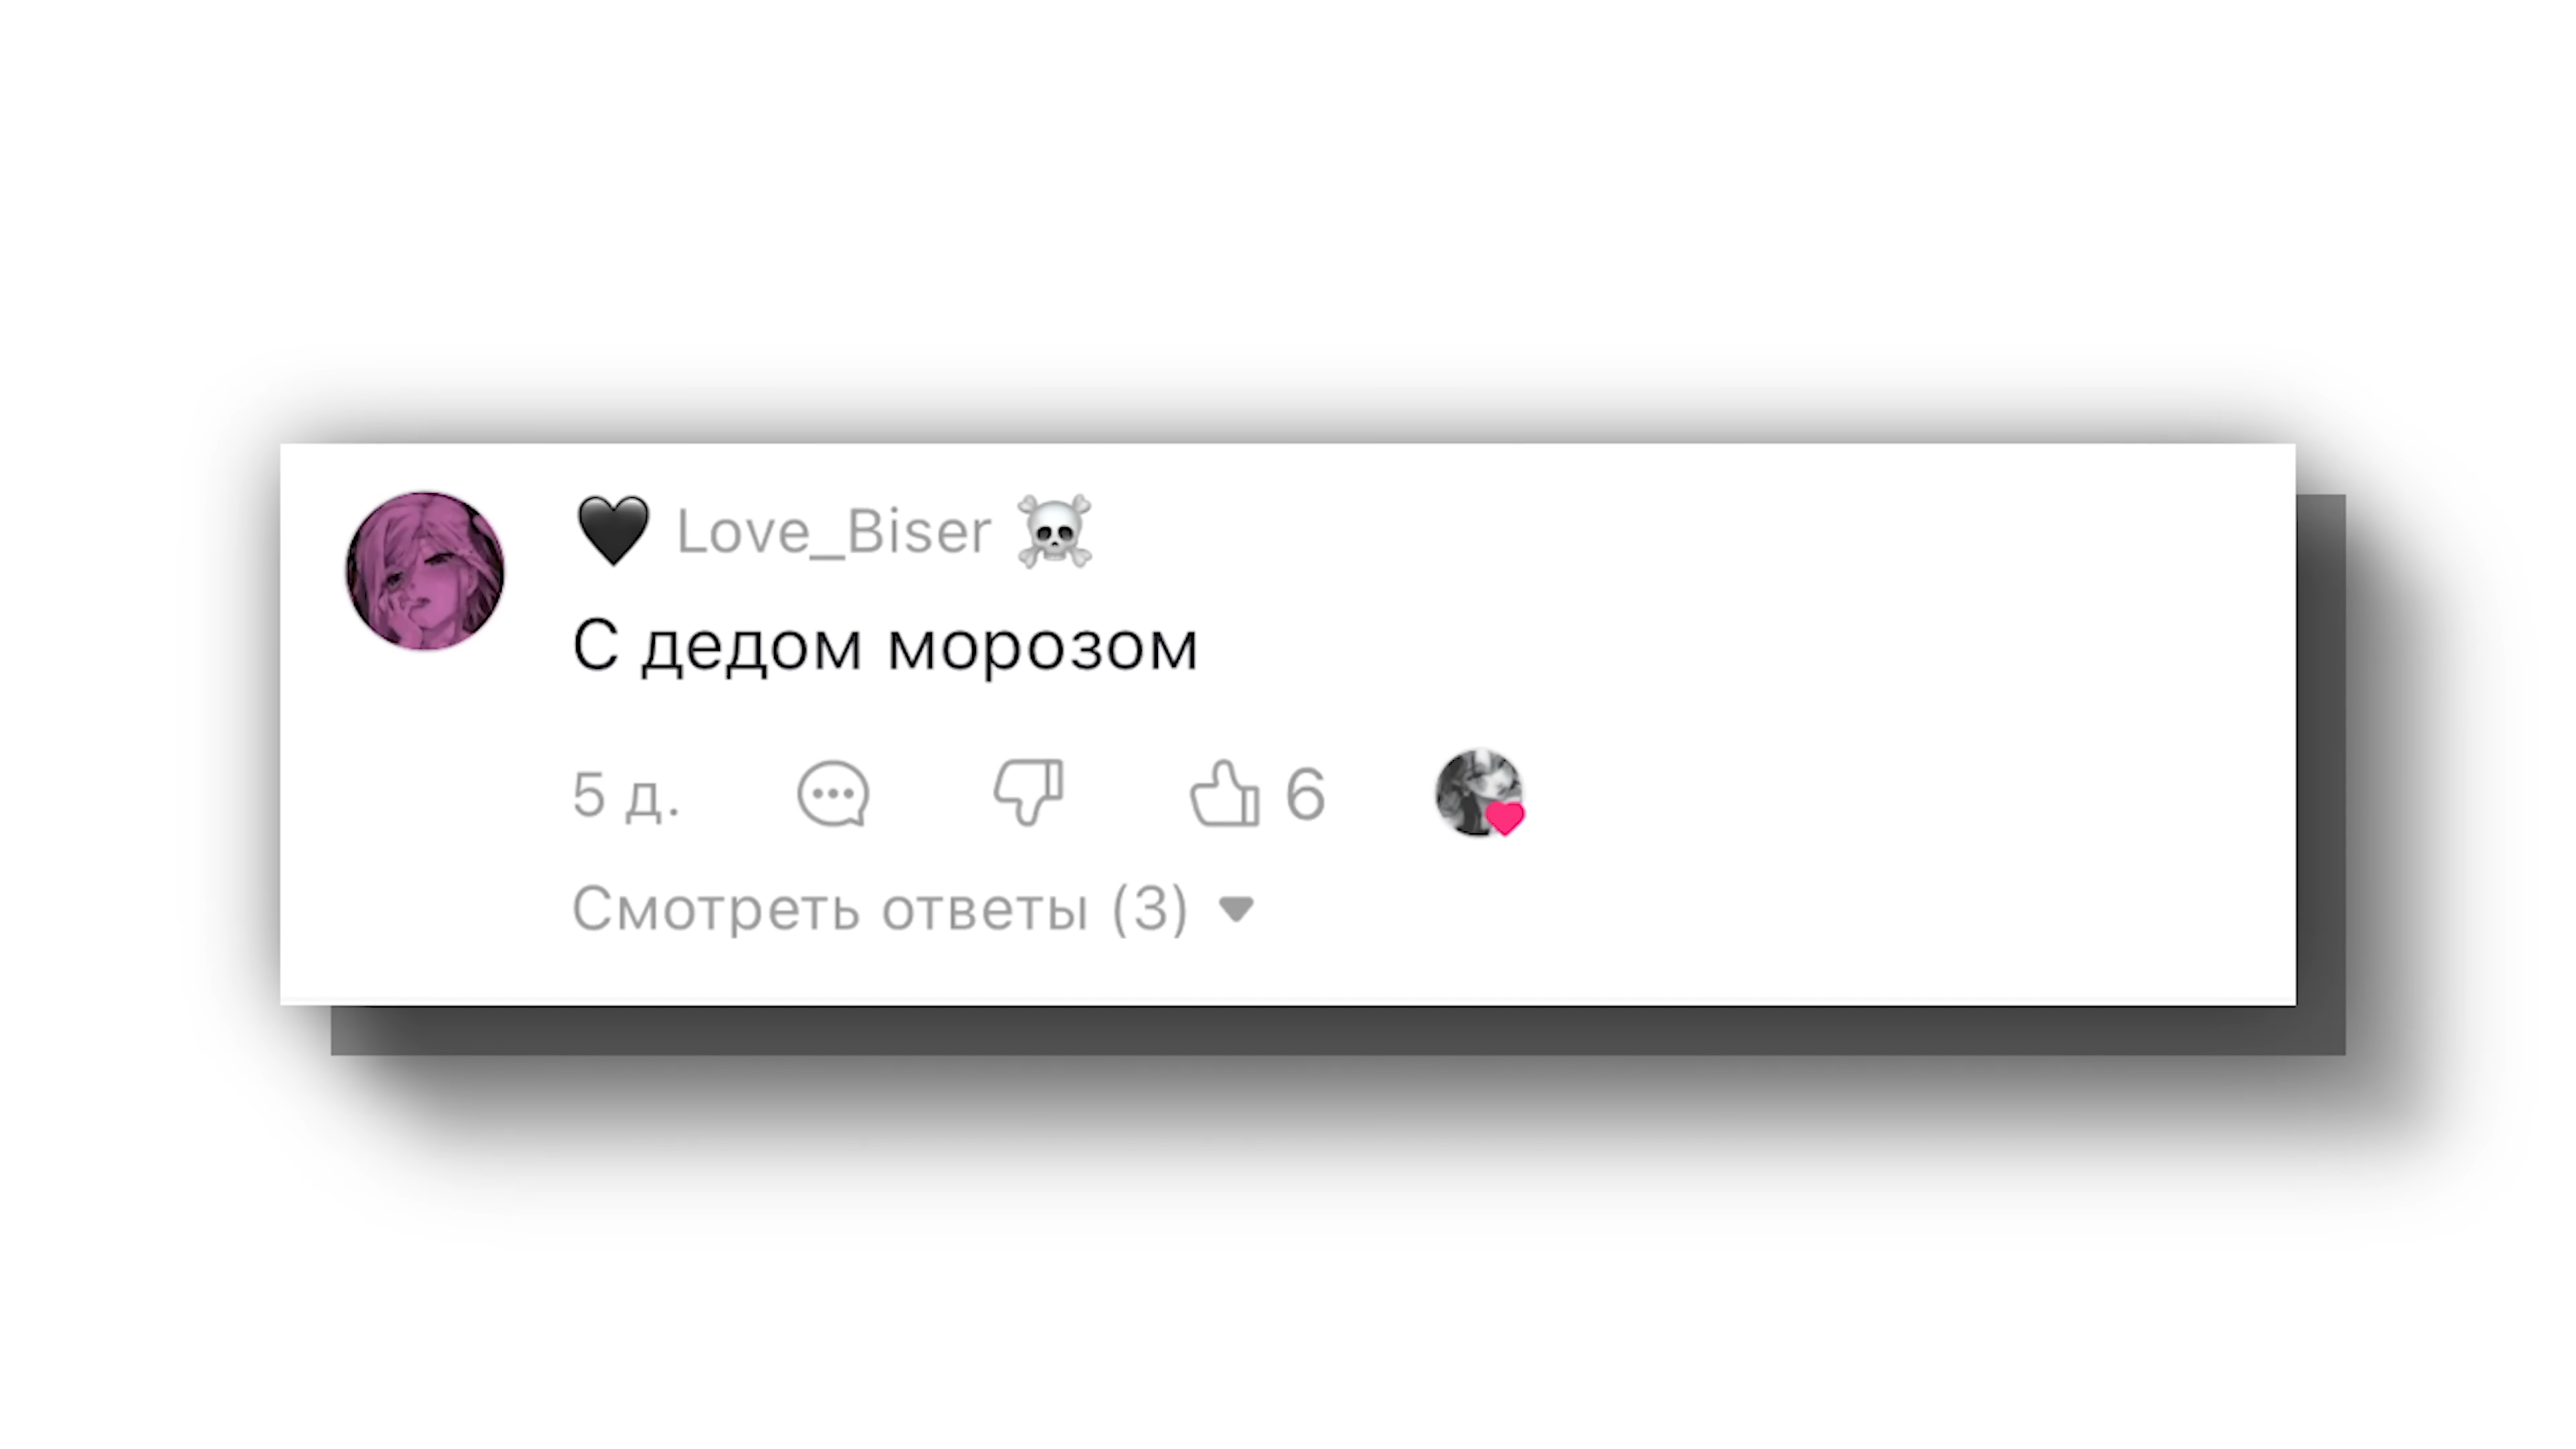 🖤 Love_Biser ☠️
С дедом морозом
5 д. 6
Смотреть ответы (3)